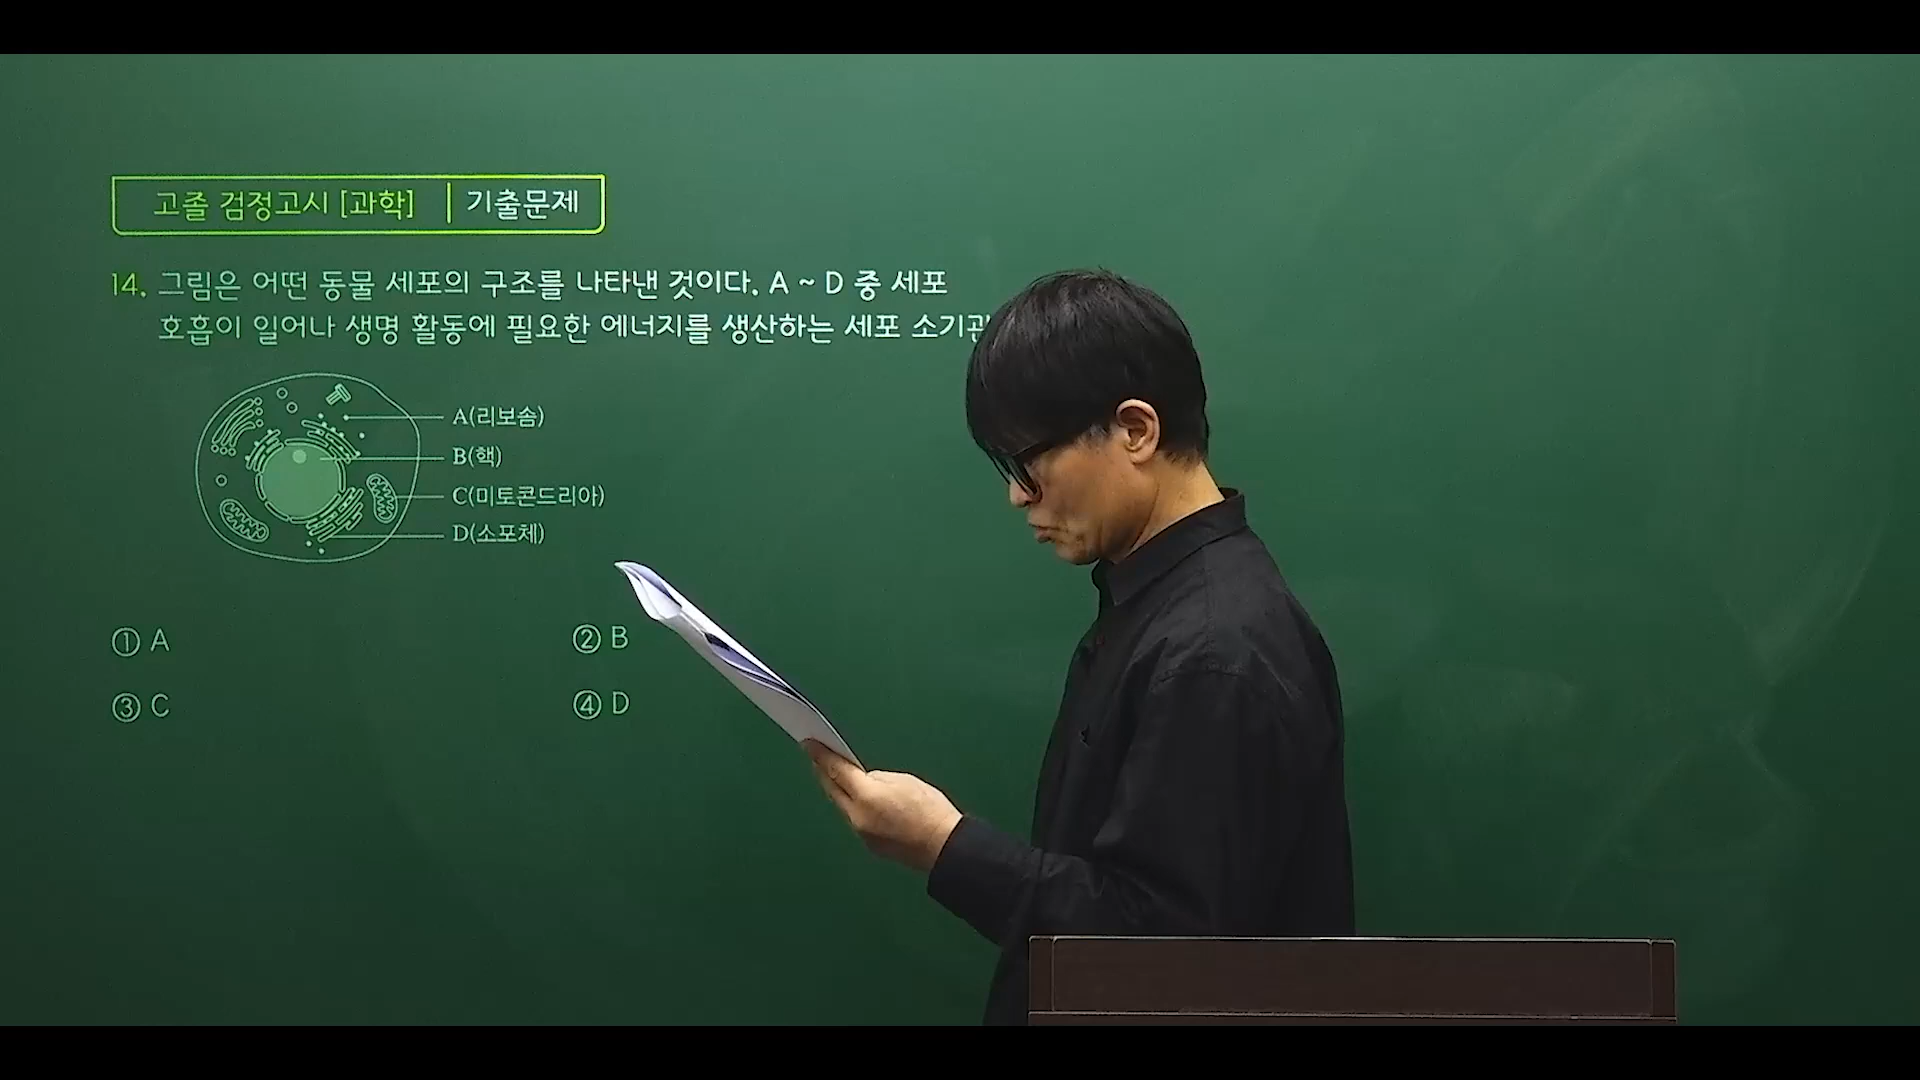 고졸 검정고시 [과학] 기출문제
14. 그림은 어떤 동물 세포의 구조를 나타낸 것이다. A ~ D 중 세포
호흡이 일어나 생명 활동에 필요한 에너지를 생산하는 세포
A(리보솜)
B(핵)
C(미토콘드리아)
D(소포체)
① A
② B
③ C
④ D